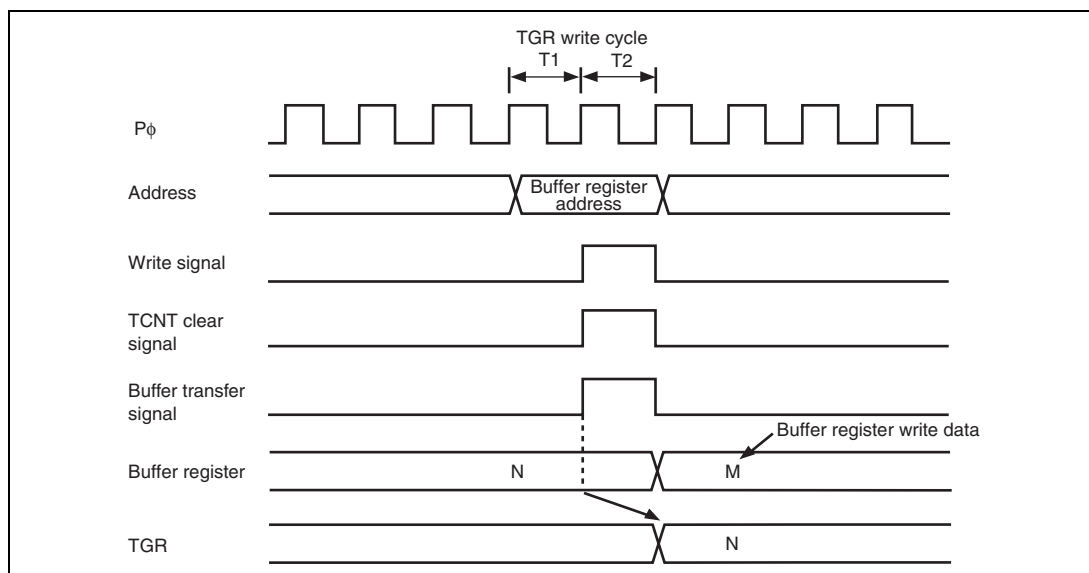 TGR write cycle
T1 T2
Pϕ
Address
Buffer register
address
Write signal
TCNT clear
signal
Buffer transfer
signal
Buffer register write data
Buffer register N M
TGR N